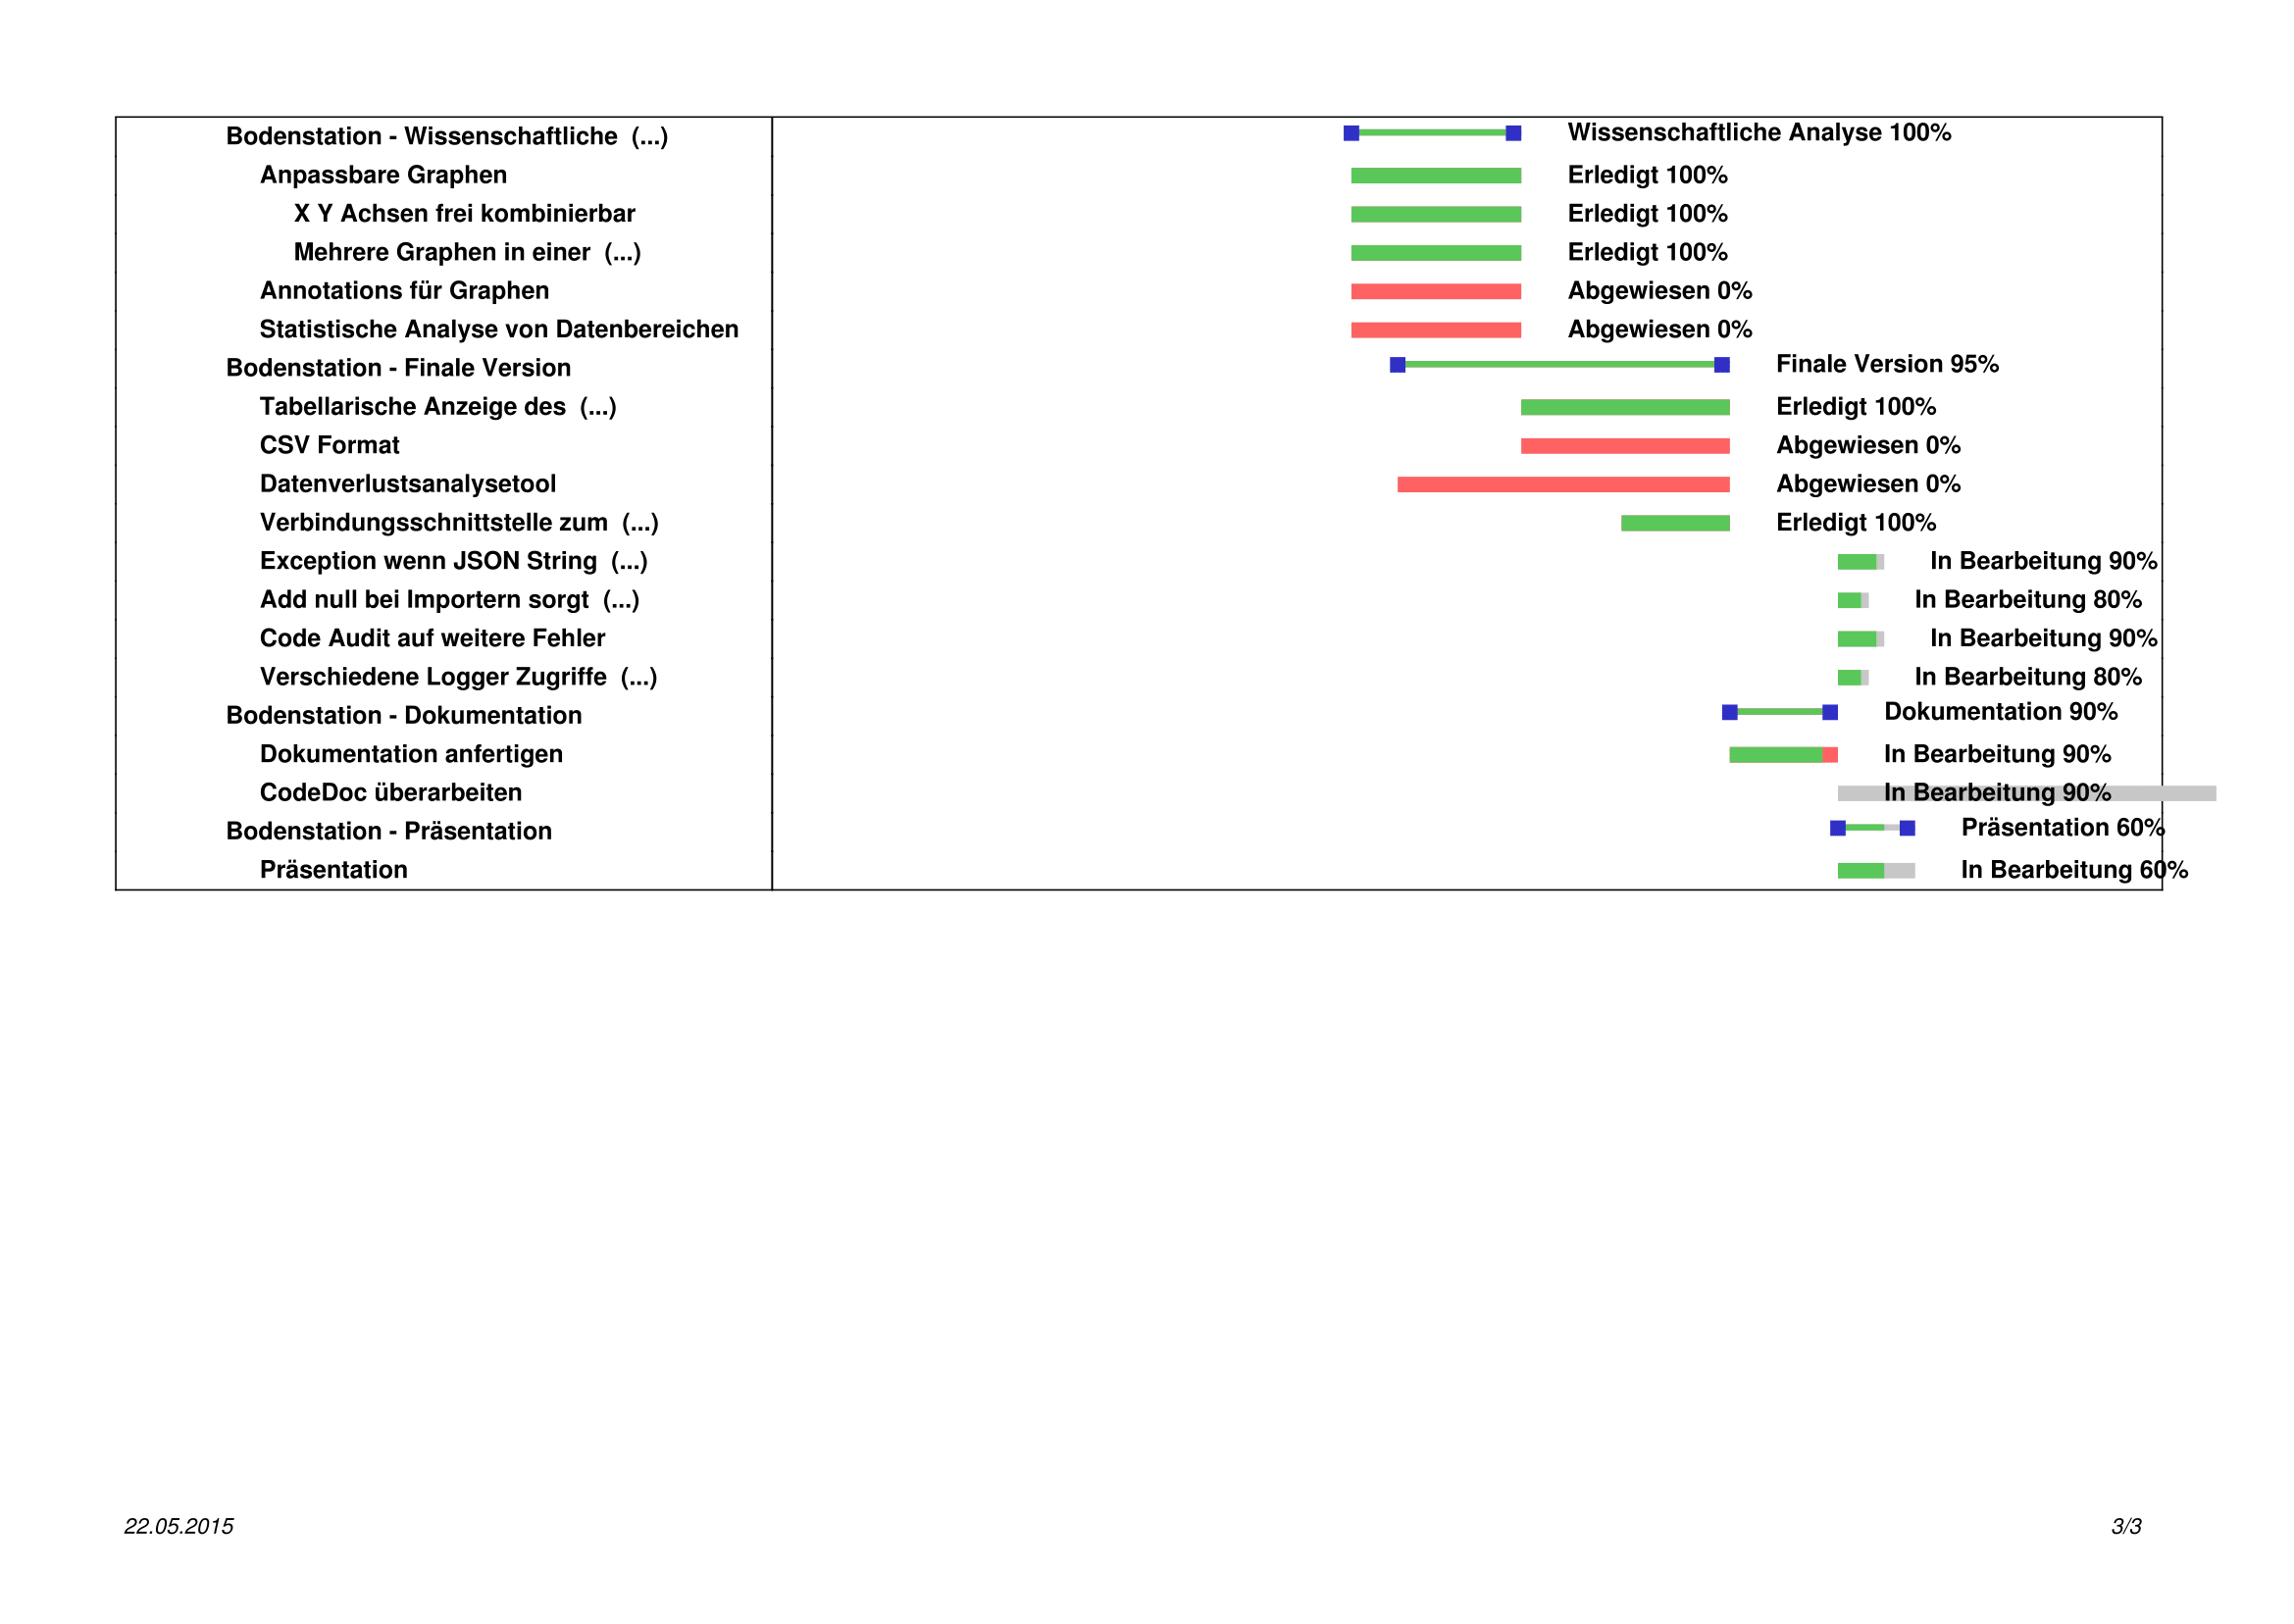 Bodenstation - Wissenschaftliche (...) Wissenschaftliche Analyse 100%
Anpassbare Graphen Erledigt 100%
X Y Achsen frei kombinierbar Erledigt 100%
Mehrere Graphen in einer (...) Erledigt 100%
Annotations für Graphen Abgewiesen 0%
Statistische Analyse von Datenbereichen Abgewiesen 0%
Bodenstation - Finale Version Finale Version 95%
Tabellarische Anzeige des (...) Erledigt 100%
CSV Format Abgewiesen 0%
Datenverlustsanalysetool Abgewiesen 0%
Verbindungsschnittstelle zum (...) Erledigt 100%
Exception wenn JSON String (...) In Bearbeitung 90%
Add null bei Importern sorgt (...) In Bearbeitung 80%
Code Audit auf weitere Fehler In Bearbeitung 90%
Verschiedene Logger Zugriffe (...) In Bearbeitung 80%
Bodenstation - Dokumentation Dokumentation 90%
Dokumentation anfertigen In Bearbeitung 90%
CodeDoc überarbeiten In Bearbeitung 90%
Bodenstation - Präsentation Präsentation 60%
Präsentation In Bearbeitung 60%
22.05.2015 3/3